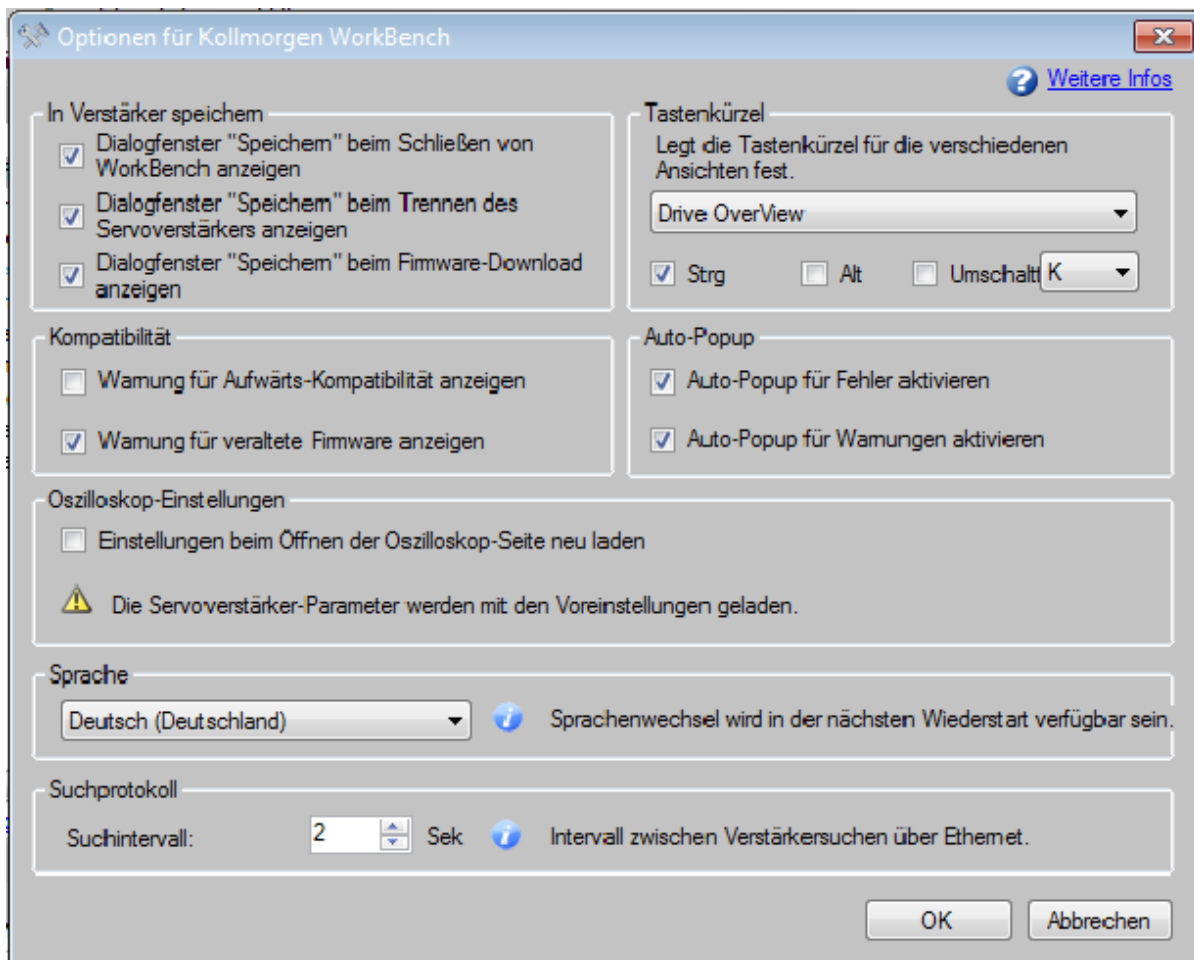 Optionen für Kollmorgen WorkBench
Weitere Infos
In Verstärker speichern
Dialogfenster "Speichern" beim Schließen von
WorkBench anzeigen
Dialogfenster "Speichern" beim Trennen des
Servoverstärkers anzeigen
Dialogfenster "Speichern" beim Firmware-Download
anzeigen
Tastenkürzel
Legt die Tastenkürzel für die verschiedenen
Ansichten fest.
Drive OverView
Strg Alt Umschaltt K
Kompatibilität
Warnung für Aufwärts-Kompatibilität anzeigen
Warnung für veraltete Firmware anzeigen
Auto-Popup
Auto-Popup für Fehler aktivieren
Auto-Popup für Warnungen aktivieren
Oszilloskop-Einstellungen
Einstellungen beim Öffnen der Oszilloskop-Seite neu laden
Die Servoverstärker-Parameter werden mit den Voreinstellungen geladen.
Sprache
Deutsch (Deutschland) Sprachenwechsel wird in der nächsten Wiederstart verfügbar sein.
Suchprotokoll
Suchintervall: 2 Sek Intervall zwischen Verstärkersuchen über Ethernet.
OK Abbrechen